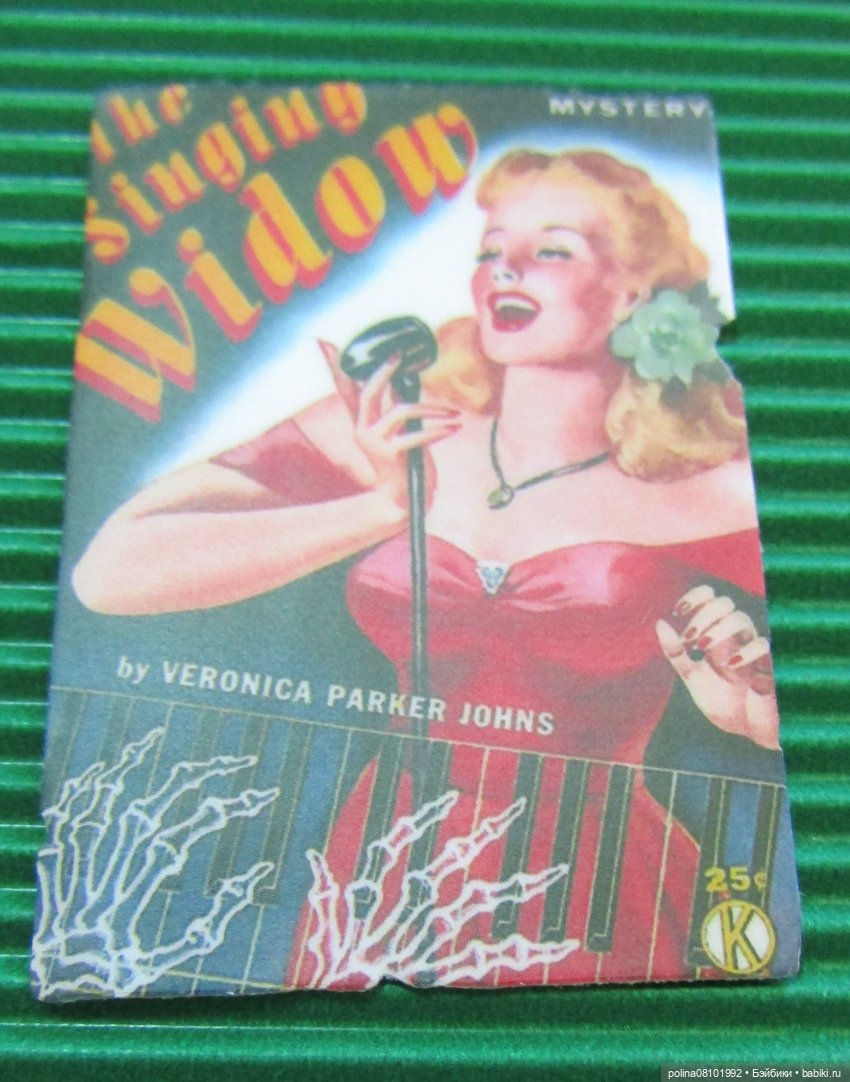 The
Singing
Widow
MYSTERY
by VERONICA PARKER JOHNS
25¢
K
polina08101992 • Бэйбики • babiki.ru